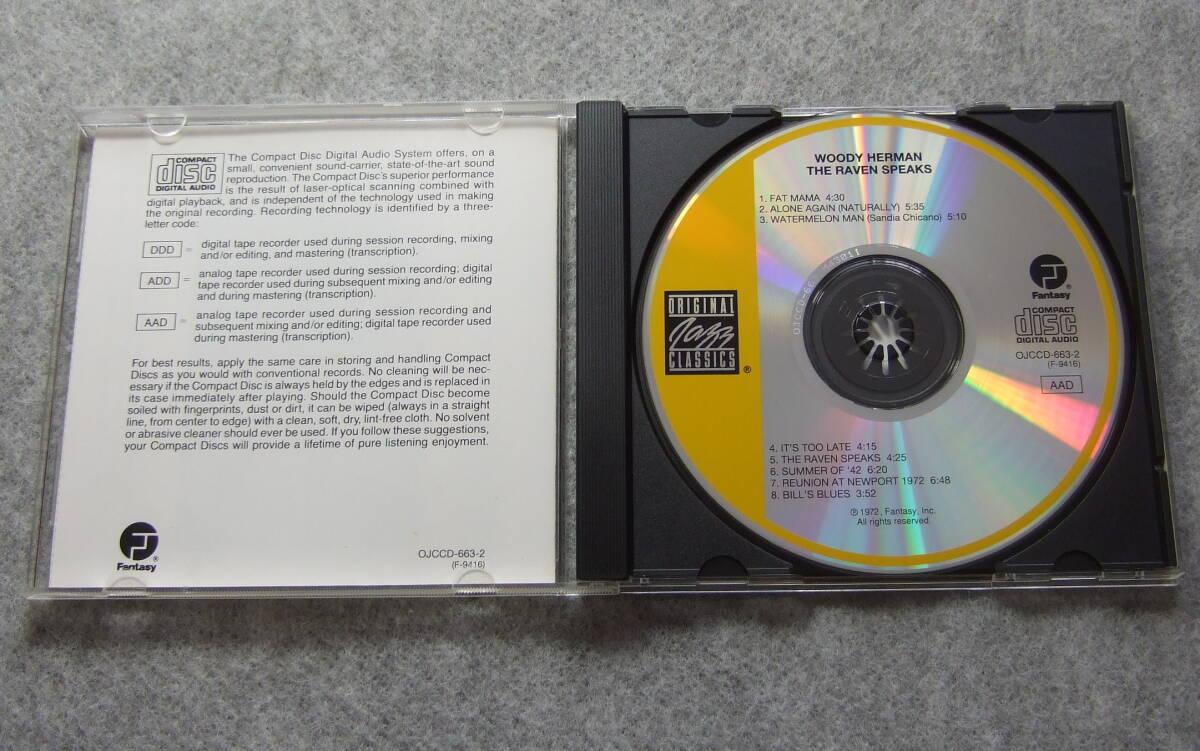 COMPACT
disc
DIGITAL AUDIO
The Compact Disc Digital Audio System offers, on a
small, convenient sound-carrier, state-of-the-art sound
reproduction. The Compact Disc's superior performance
is the result of laser-optical scanning combined with
digital playback, and is independent of the technology used in making
the original recording. Recording technology is identified by a three-
letter code:
DDD = digital tape recorder used during session recording, mixing
and/or editing, and mastering (transcription).
ADD = analog tape recorder used during session recording; digital
tape recorder used during subsequent mixing and/or editing
and during mastering (transcription).
AAD = analog tape recorder used during session recording and
subsequent mixing and/or editing; digital tape recorder used
during mastering (transcription).
For best results, apply the same care in storing and handling Compact
Discs as you would with conventional records. No cleaning will be nec-
essary if the Compact Disc is always held by the edges and is replaced in
its case immediately after playing. Should the Compact Disc become
soiled with fingerprints, dust or dirt, it can be wiped (always in a straight
line, from center to edge) with a clean, soft, dry, lint-free cloth. No solvent
or abrasive cleaner should ever be used. If you follow these suggestions,
your Compact Discs will provide a lifetime of pure listening enjoyment.
Fantasy®
OJCCD-663-2
(F-9416)
WOODY HERMAN
THE RAVEN SPEAKS
1. FAT MAMA 4:30
2. ALONE AGAIN (NATURALLY) 5:35
3. WATERMELON MAN (Sandia Chicano) 5:10
ORIGINAL
Jazz
CLASSICS®
Fantasy®
COMPACT
disc
DIGITAL AUDIO
OJCCD-663-2
(F-9416)
AAD
4. IT'S TOO LATE 4:15
5. THE RAVEN SPEAKS 4:25
6. SUMMER OF '42 6:20
7. REUNION AT NEWPORT 1972 6:48
8. BILL'S BLUES 3:52
℗ 1972, Fantasy, Inc.
All rights reserved.